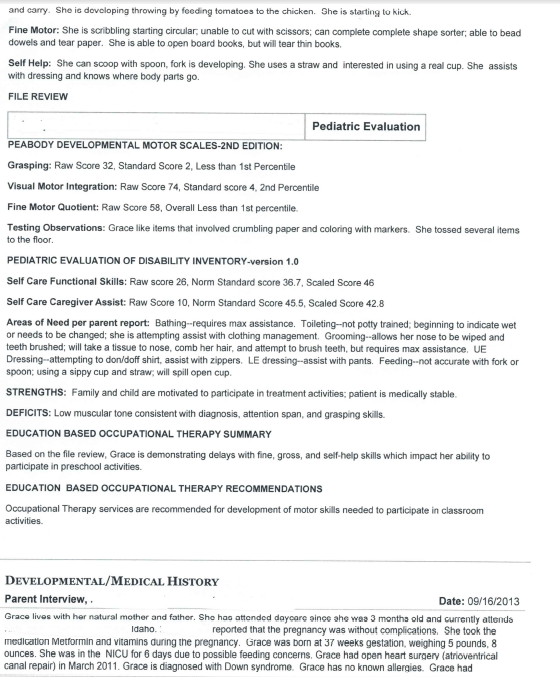 and carry. She is developing throwing by feeding tomatoes to the chicken. She is starting to kick.
Fine Motor: She is scribbling starting circular; unable to cut with scissors; can complete complete shape sorter; able to bead
dowels and tear paper. She is able to open board books, but will tear thin books.
Self Help: She can scoop with spoon, fork is developing. She uses a straw and interested in using a real cup. She assists
with dressing and knows where body parts go.
FILE REVIEW
Pediatric Evaluation
PEABODY DEVELOPMENTAL MOTOR SCALES-2ND EDITION:
Grasping: Raw Score 32, Standard Score 2, Less than 1st Percentile
Visual Motor Integration: Raw Score 74, Standard score 4, 2nd Percentile
Fine Motor Quotient: Raw Score 58, Overall Less than 1st percentile.
Testing Observations: Grace like items that involved crumbling paper and coloring with markers. She tossed several items
to the floor.
PEDIATRIC EVALUATION OF DISABILITY INVENTORY-version 1.0
Self Care Functional Skills: Raw score 26, Norm Standard score 36.7, Scaled Score 46
Self Care Caregiver Assist: Raw Score 10, Norm Standard score 45.5, Scaled Score 42.8
Areas of Need per parent report: Bathing--requires max assistance. Toileting--not potty trained; beginning to indicate wet
or needs to be changed; she is attempting assist with clothing management. Grooming--allows her nose to be wiped and
teeth brushed; will take a tissue to nose, comb her hair, and attempt to brush teeth, but requires max assistance. UE
Dressing--attempting to don/doff shirt, assist with zippers. LE dressing--assist with pants. Feeding--not accurate with fork or
spoon; using a sippy cup and straw; will spill open cup.
STRENGTHS: Family and child are motivated to participate in treatment activities; patient is medically stable.
DEFICITS: Low muscular tone consistent with diagnosis, attention span, and grasping skills.
EDUCATION BASED OCCUPATIONAL THERAPY SUMMARY
Based on the file review, Grace is demonstrating delays with fine, gross, and self-help skills which impact her ability to
participate in preschool activities.
EDUCATION BASED OCCUPATIONAL THERAPY RECOMMENDATIONS
Occupational Therapy services are recommended for development of motor skills needed to participate in classroom
activities.
DEVELOPMENTAL/MEDICAL HISTORY
Parent Interview, . Date: 09/16/2013
Grace lives with her natural mother and father. She has attended daycare since she was 3 months old and currently attends
Idaho. reported that the pregnancy was without complications. She took the
medication Metformin and vitamins during the pregnancy. Grace was born at 37 weeks gestation, weighing 5 pounds, 8
ounces. She was in the NICU for 6 days due to possible feeding concerns. Grace had open heart surgery (atrioventrical
canal repair) in March 2011. Grace is diagnosed with Down syndrome. Grace has no known allergies. Grace had